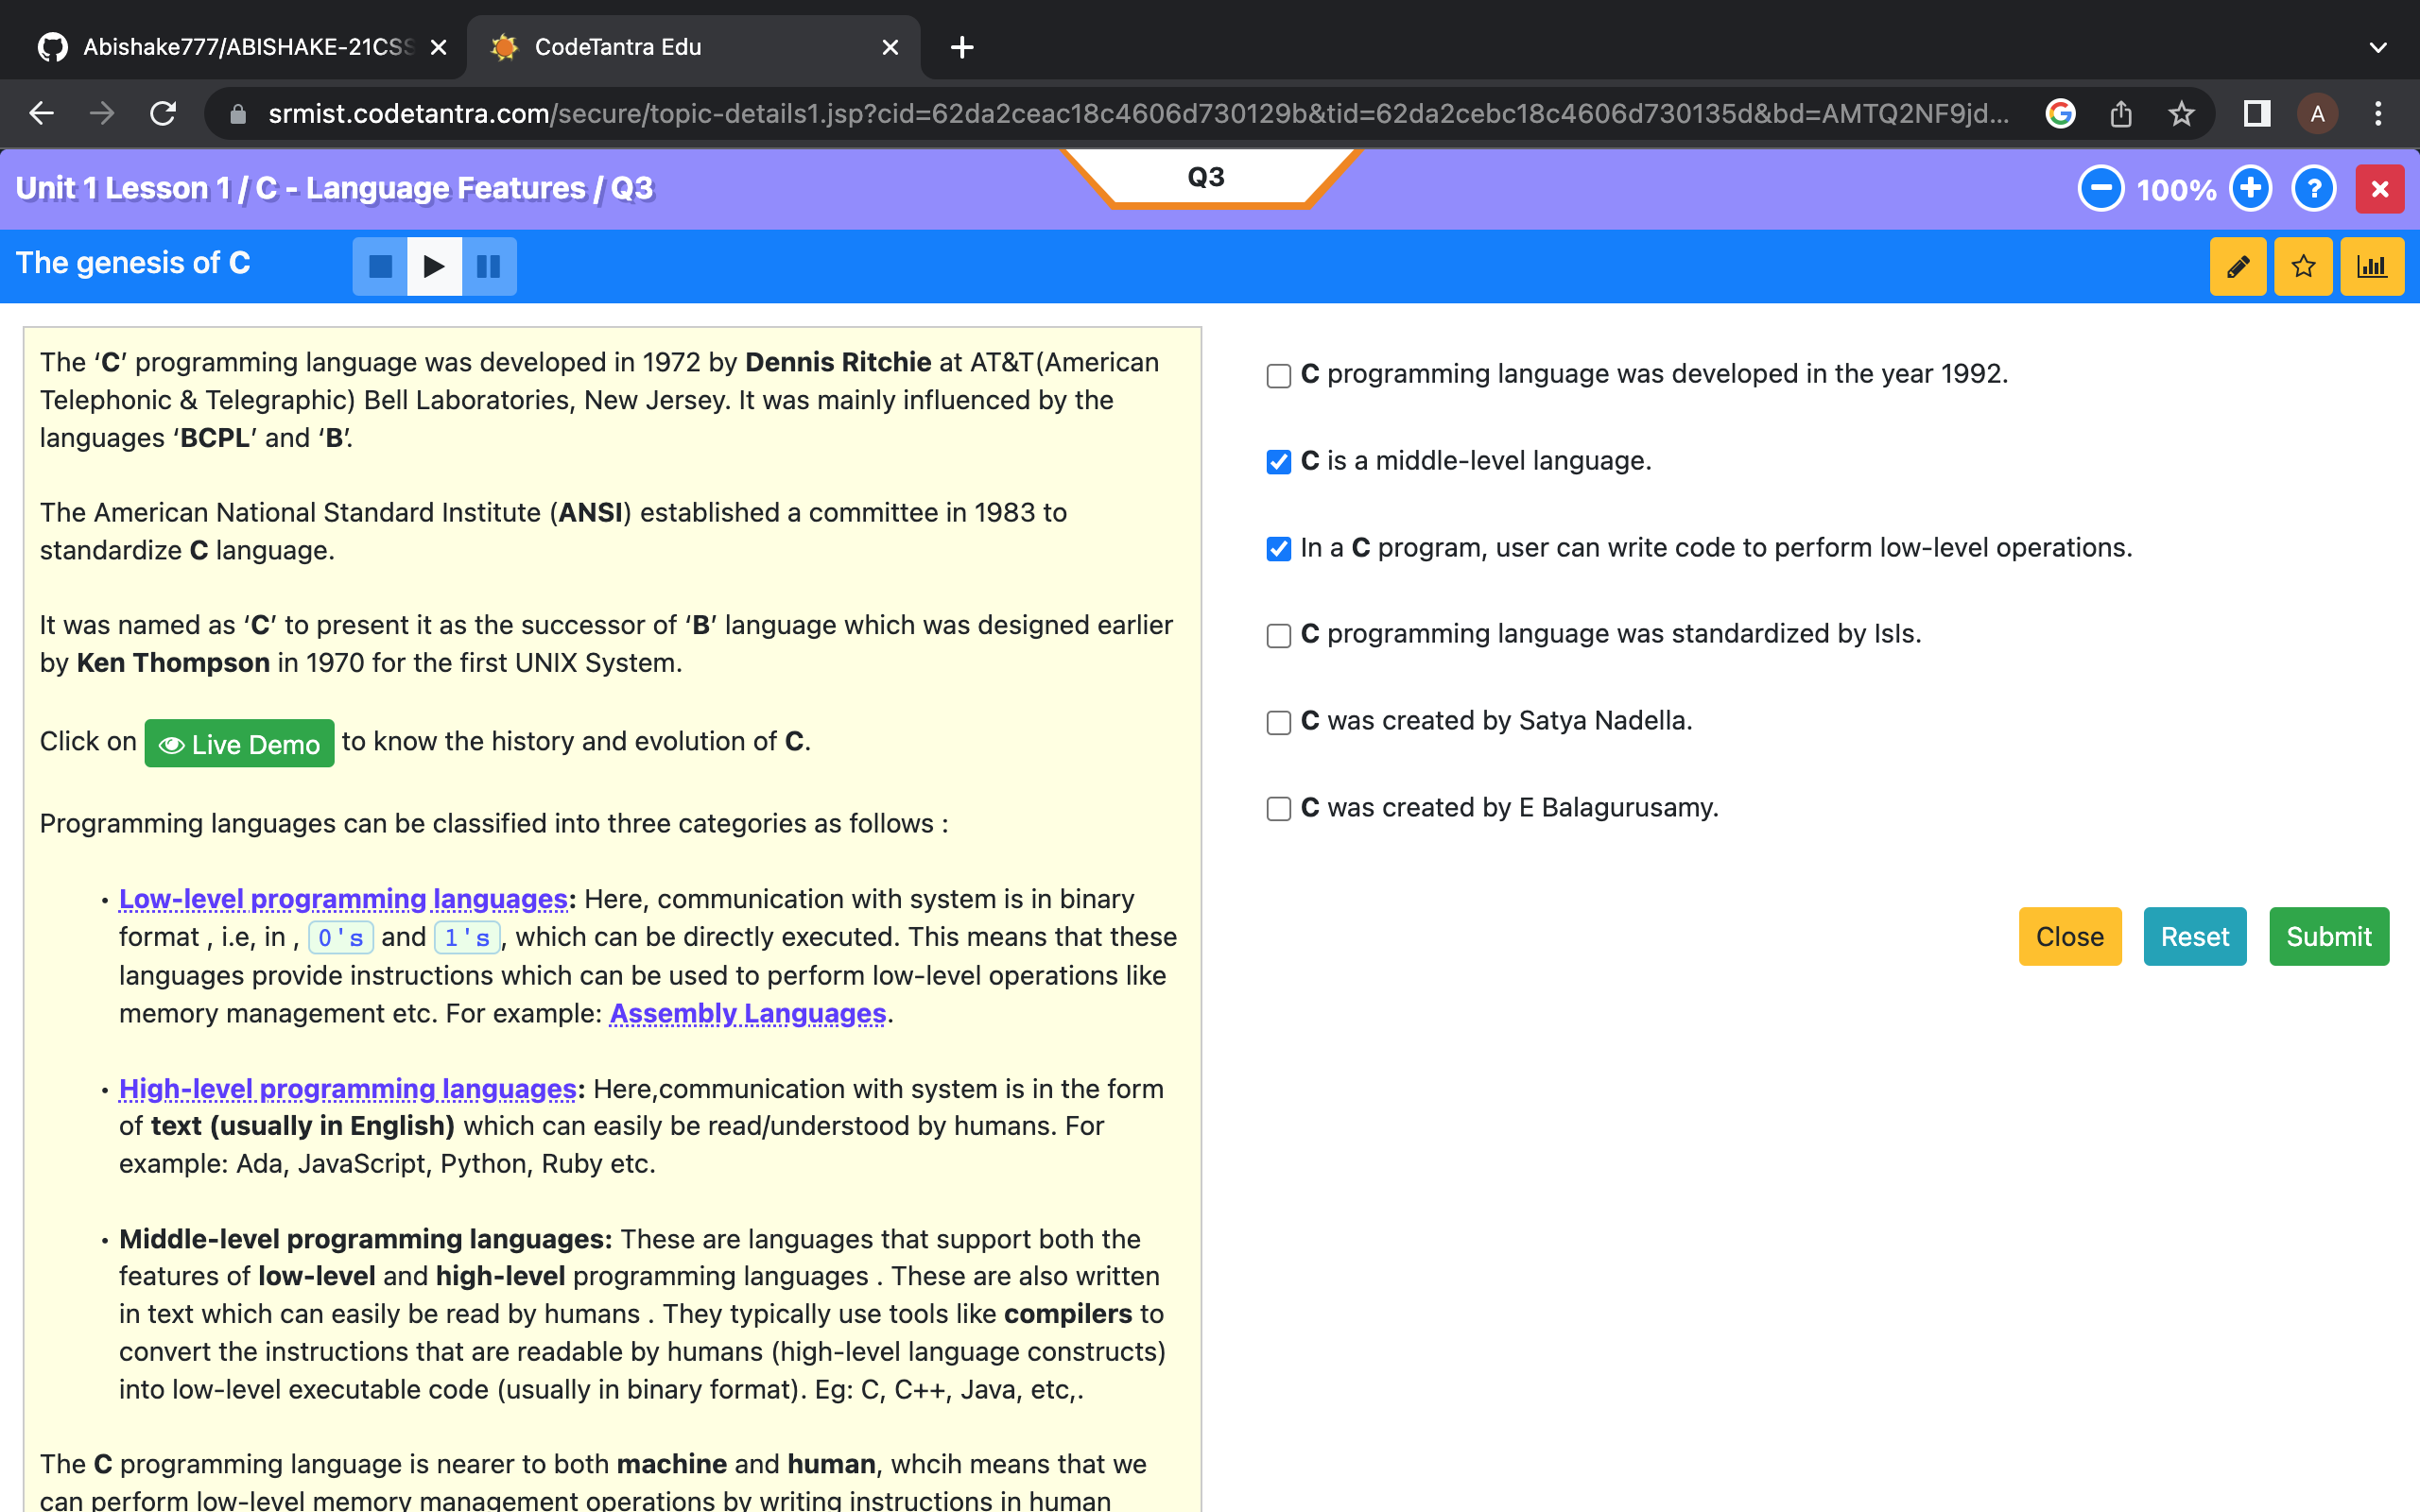 Abishake777/ABISHAKE-21CSS
CodeTantra Edu
srmist.codetantra.com/secure/topic-details1.jsp?cid=62da2ceac18c4606d730129b&tid=62da2cebc18c4606d730135d&bd=AMTQ2NF9jd...
A
Unit 1 Lesson 1 / C - Language Features / Q3
Q3
100%
The genesis of C
The ‘C’ programming language was developed in 1972 by Dennis Ritchie at AT&T(American
Telephonic & Telegraphic) Bell Laboratories, New Jersey. It was mainly influenced by the
languages ‘BCPL’ and ‘B’.
The American National Standard Institute (ANSI) established a committee in 1983 to
standardize C language.
It was named as ‘C’ to present it as the successor of ‘B’ language which was designed earlier
by Ken Thompson in 1970 for the first UNIX System.
Click on Live Demo to know the history and evolution of C.
Programming languages can be classified into three categories as follows :
• Low-level programming languages: Here, communication with system is in binary
format , i.e, in , 0's and 1's, which can be directly executed. This means that these
languages provide instructions which can be used to perform low-level operations like
memory management etc. For example: Assembly Languages.
• High-level programming languages: Here,communication with system is in the form
of text (usually in English) which can easily be read/understood by humans. For
example: Ada, JavaScript, Python, Ruby etc.
• Middle-level programming languages: These are languages that support both the
features of low-level and high-level programming languages . These are also written
in text which can easily be read by humans . They typically use tools like compilers to
convert the instructions that are readable by humans (high-level language constructs)
into low-level executable code (usually in binary format). Eg: C, C++, Java, etc,.
The C programming language is nearer to both machine and human, whcih means that we
can perform low-level memory management operations by writing instructions in human
C programming language was developed in the year 1992.
C is a middle-level language.
In a C program, user can write code to perform low-level operations.
C programming language was standardized by IsIs.
C was created by Satya Nadella.
C was created by E Balagurusamy.
Close Reset Submit